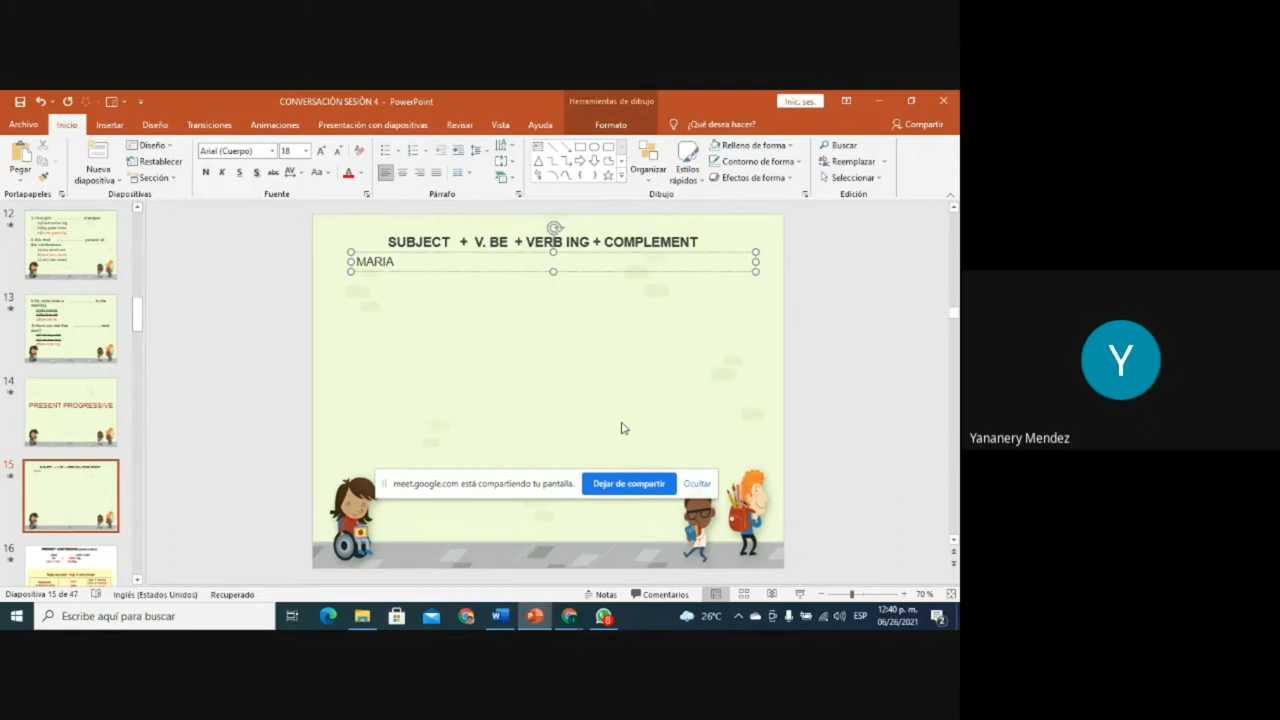 CONVERSACIÓN SESIÓN 4 - PowerPoint
Herramientas de dibujo
Inic. ses.
Archivo
Inicio
Insertar
Diseño
Transiciones
Animaciones
Presentación con diapositivas
Revisar
Vista
Ayuda
Formato
¿Qué desea hacer?
Compartir
Pegar
Nueva diapositiva
Diseño
Restablecer
Sección
Arial (Cuerpo)
18
N K S abc AV Aa A
Organizar
Estilos rápidos
Relleno de forma
Contorno de forma
Efectos de forma
Buscar
Reemplazar
Seleccionar
Portapapeles
Diapositivas
Fuente
Párrafo
Dibujo
Edición
12
13
14
PRESENT PROGRESSIVE
15
16
SUBJECT + V. BE + VERB ING + COMPLEMENT
MARIA
meet.google.com está compartiendo tu pantalla.
Dejar de compartir
Ocultar
Y
Yananery Mendez
Diapositiva 15 de 47
Inglés (Estados Unidos)
Recuperado
Notas
Comentarios
70 %
Escribe aquí para buscar
8
26°C
ESP
12:40 p. m.
06/26/2021
2